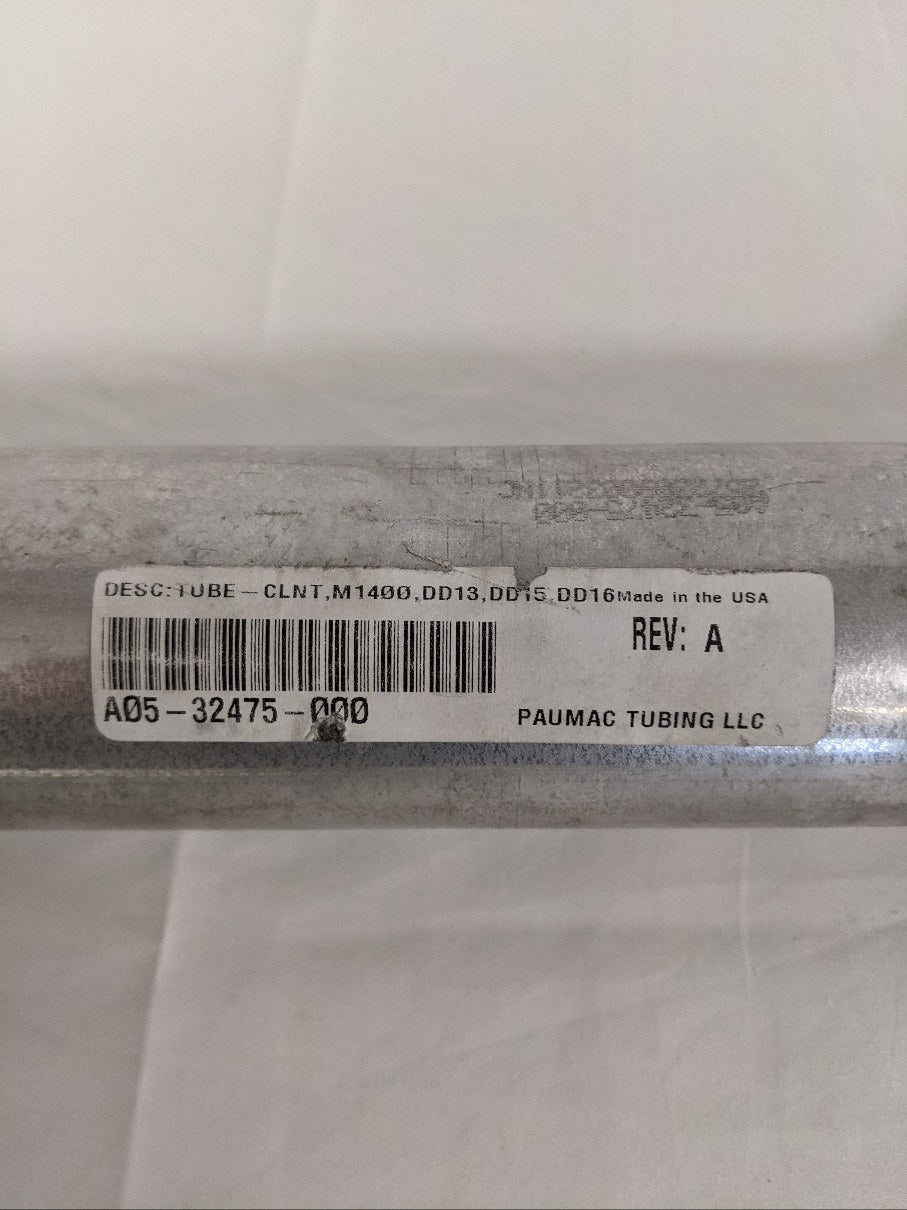 DESC:TUBE-CLNT,M1400,DD13,DD15,DD16Made in the USA
REV: A
A05-32475-000
PAUMAC TUBING LLC